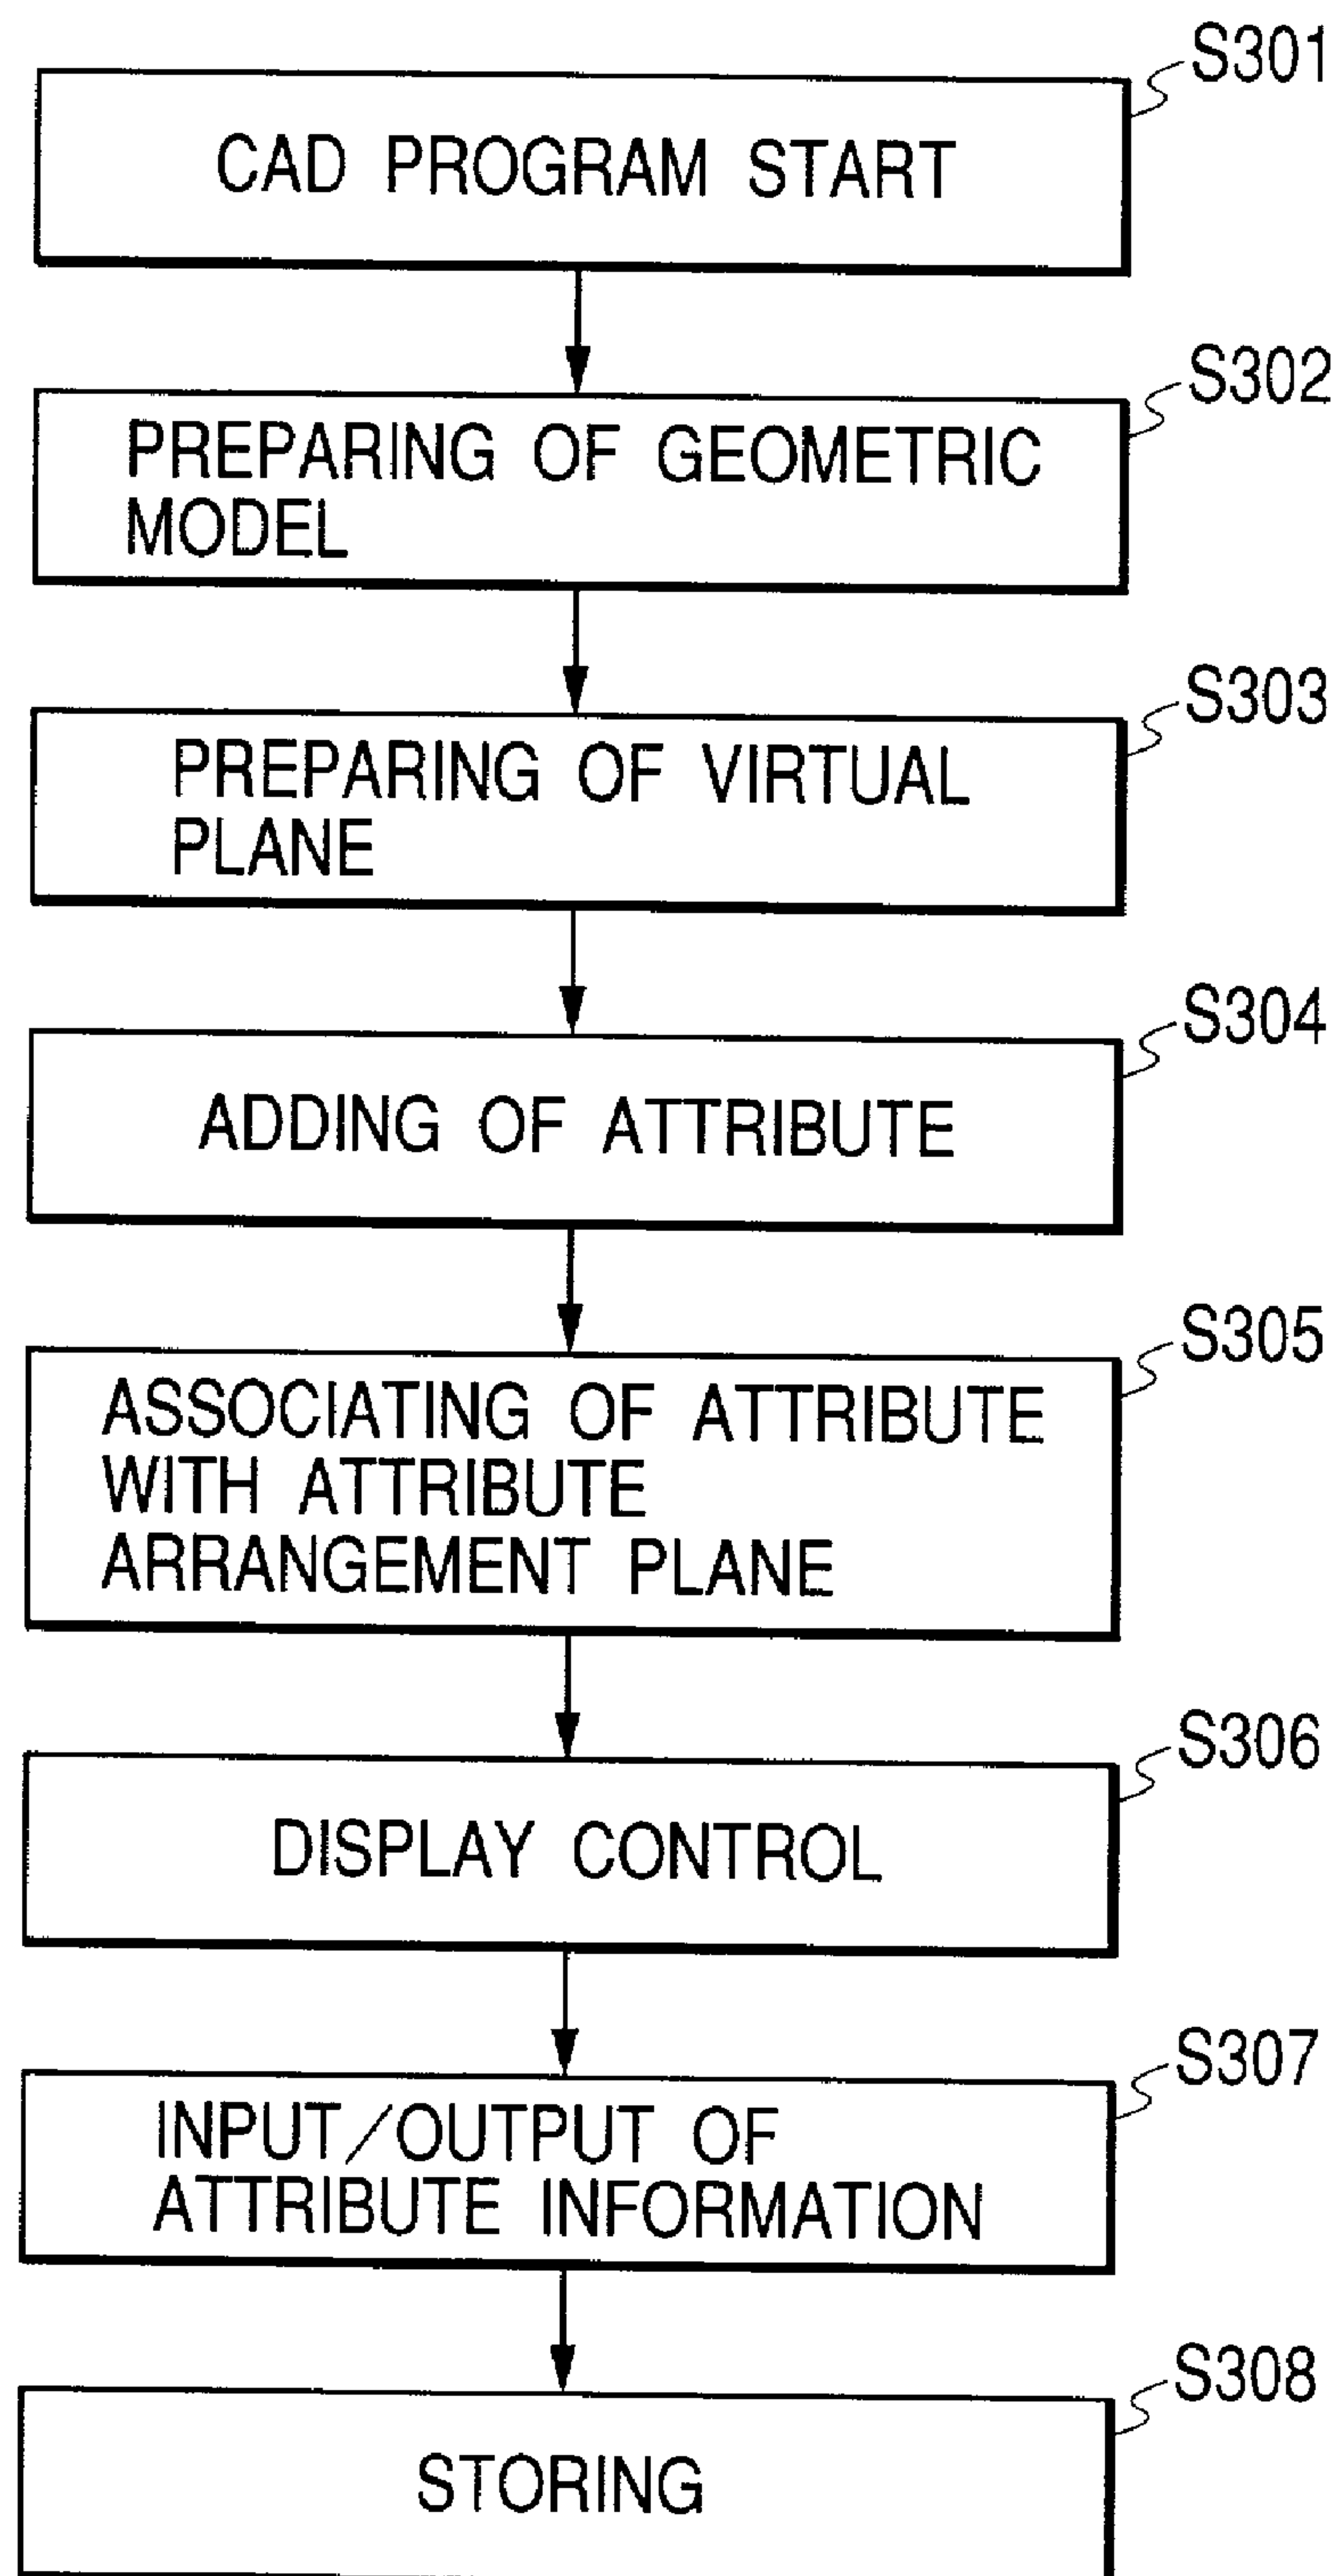 S301
CAD PROGRAM START
S302
PREPARING OF GEOMETRIC
MODEL
S303
PREPARING OF VIRTUAL
PLANE
S304
ADDING OF ATTRIBUTE
S305
ASSOCIATING OF ATTRIBUTE
WITH ATTRIBUTE
ARRANGEMENT PLANE
S306
DISPLAY CONTROL
S307
INPUT/OUTPUT OF
ATTRIBUTE INFORMATION
S308
STORING